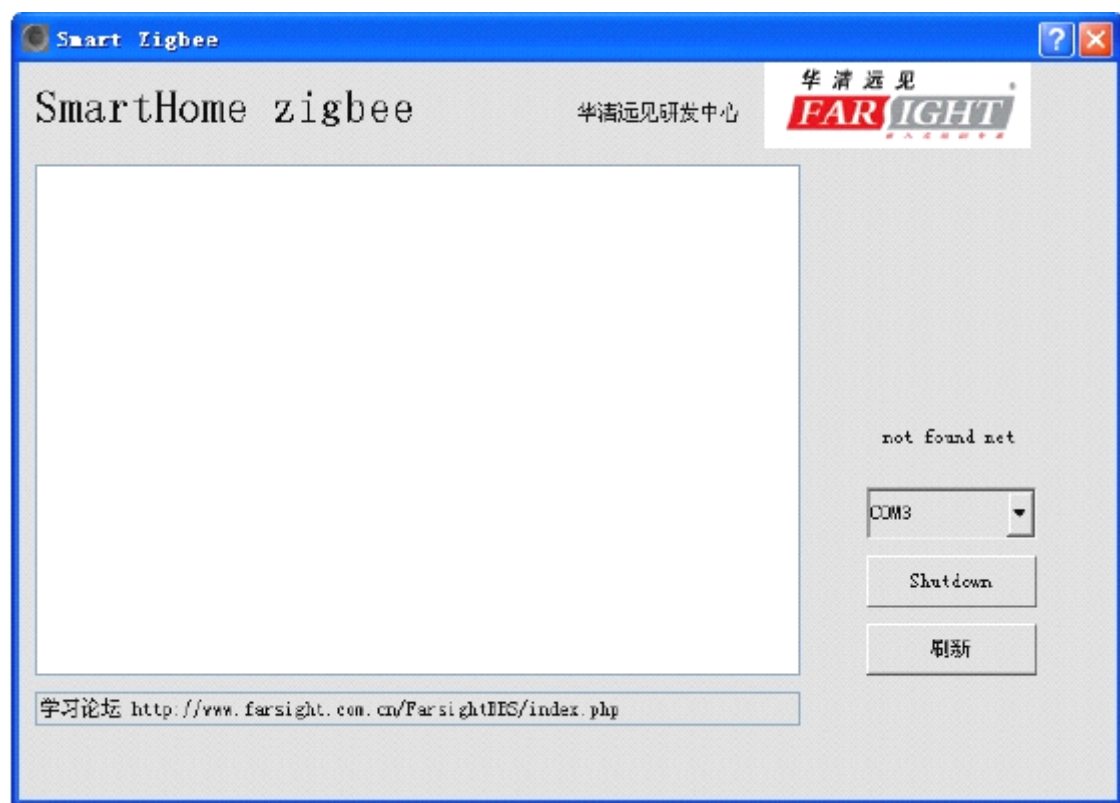 Smart Zigbee
SmartHome zigbee
华清远见研发中心
华清远见
FARSIGHT
not found net
COM3
Shutdown
刷新
学习论坛 http://www.farsight.com.cn/FarsightBBS/index.php